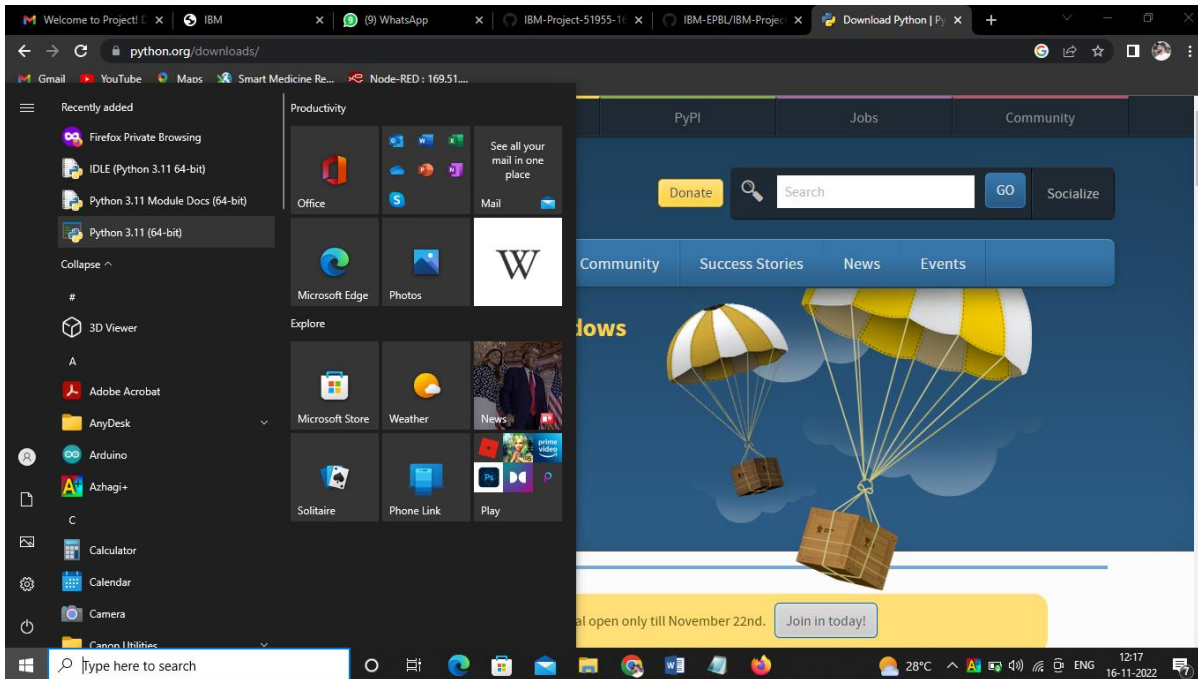 Welcome to Project! D
IBM
(9) WhatsApp
IBM-Project-51955-16
IBM-EPBL/IBM-Project
Download Python | Py
python.org/downloads/
Gmail
YouTube
Maps
Smart Medicine Re...
Node-RED : 169.51....
Recently added
Firefox Private Browsing
IDLE (Python 3.11 64-bit)
Python 3.11 Module Docs (64-bit)
Python 3.11 (64-bit)
Collapse
#
3D Viewer
A
Adobe Acrobat
AnyDesk
Arduino
Azhagi+
C
Calculator
Calendar
Camera
Canon Utilities
Productivity
Office
See all your
mail in one
place
Mail
Microsoft Edge
Photos
W
Explore
Microsoft Store
Weather
News
Solitaire
Phone Link
prime
video
Ps
Play
PyPI
Jobs
Community
Donate
Search
GO
Socialize
Community
Success Stories
News
Events
dows
al open only till November 22nd.
Join in today!
Type here to search
28°C
ENG
12:17
16-11-2022
7